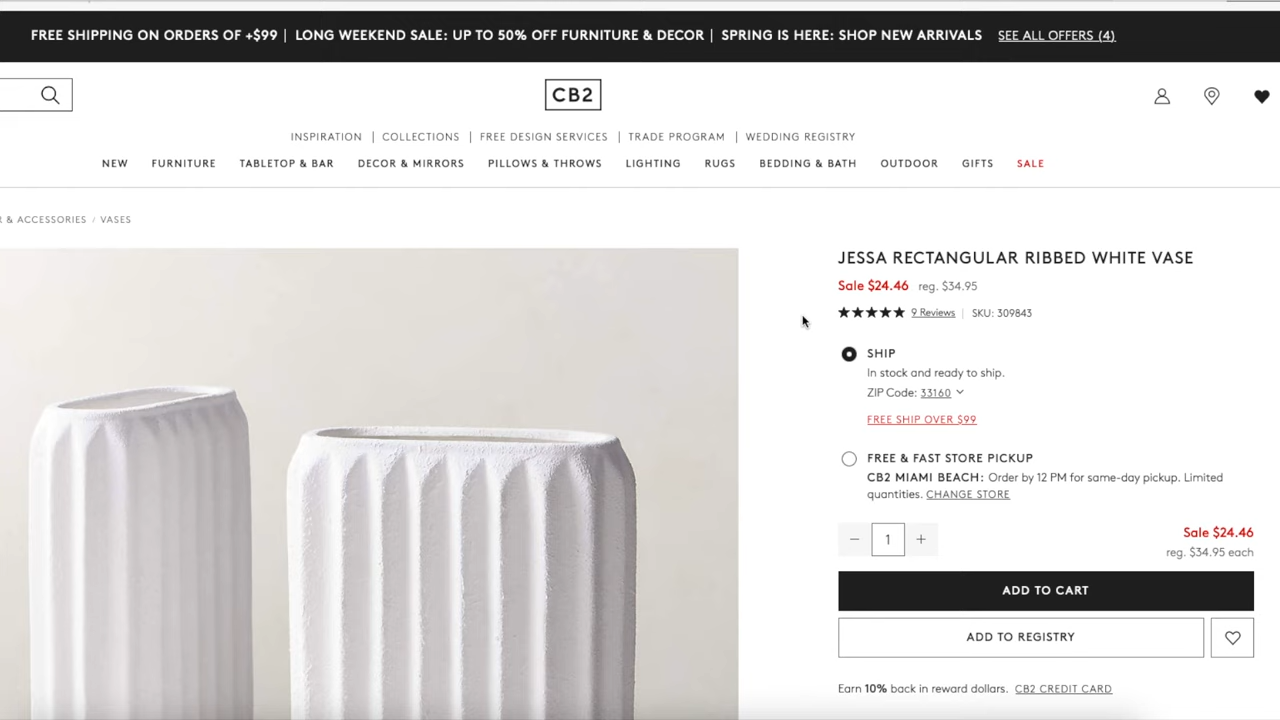 FREE SHIPPING ON ORDERS OF +$99 | LONG WEEKEND SALE: UP TO 50% OFF FURNITURE & DECOR | SPRING IS HERE: SHOP NEW ARRIVALS SEE ALL OFFERS (4)
CB2
INSPIRATION | COLLECTIONS | FREE DESIGN SERVICES | TRADE PROGRAM | WEDDING REGISTRY
NEW FURNITURE TABLETOP & BAR DECOR & MIRRORS PILLOWS & THROWS LIGHTING RUGS BEDDING & BATH OUTDOOR GIFTS SALE
R & ACCESSORIES / VASES
JESSA RECTANGULAR RIBBED WHITE VASE
Sale $24.46 reg. $34.95
9 Reviews | SKU: 309843
SHIP
In stock and ready to ship.
ZIP Code: 33160
FREE SHIP OVER $99
FREE & FAST STORE PICKUP
CB2 MIAMI BEACH: Order by 12 PM for same-day pickup. Limited
quantities. CHANGE STORE
− 1 +
Sale $24.46
reg. $34.95 each
ADD TO CART
ADD TO REGISTRY
Earn 10% back in reward dollars. CB2 CREDIT CARD